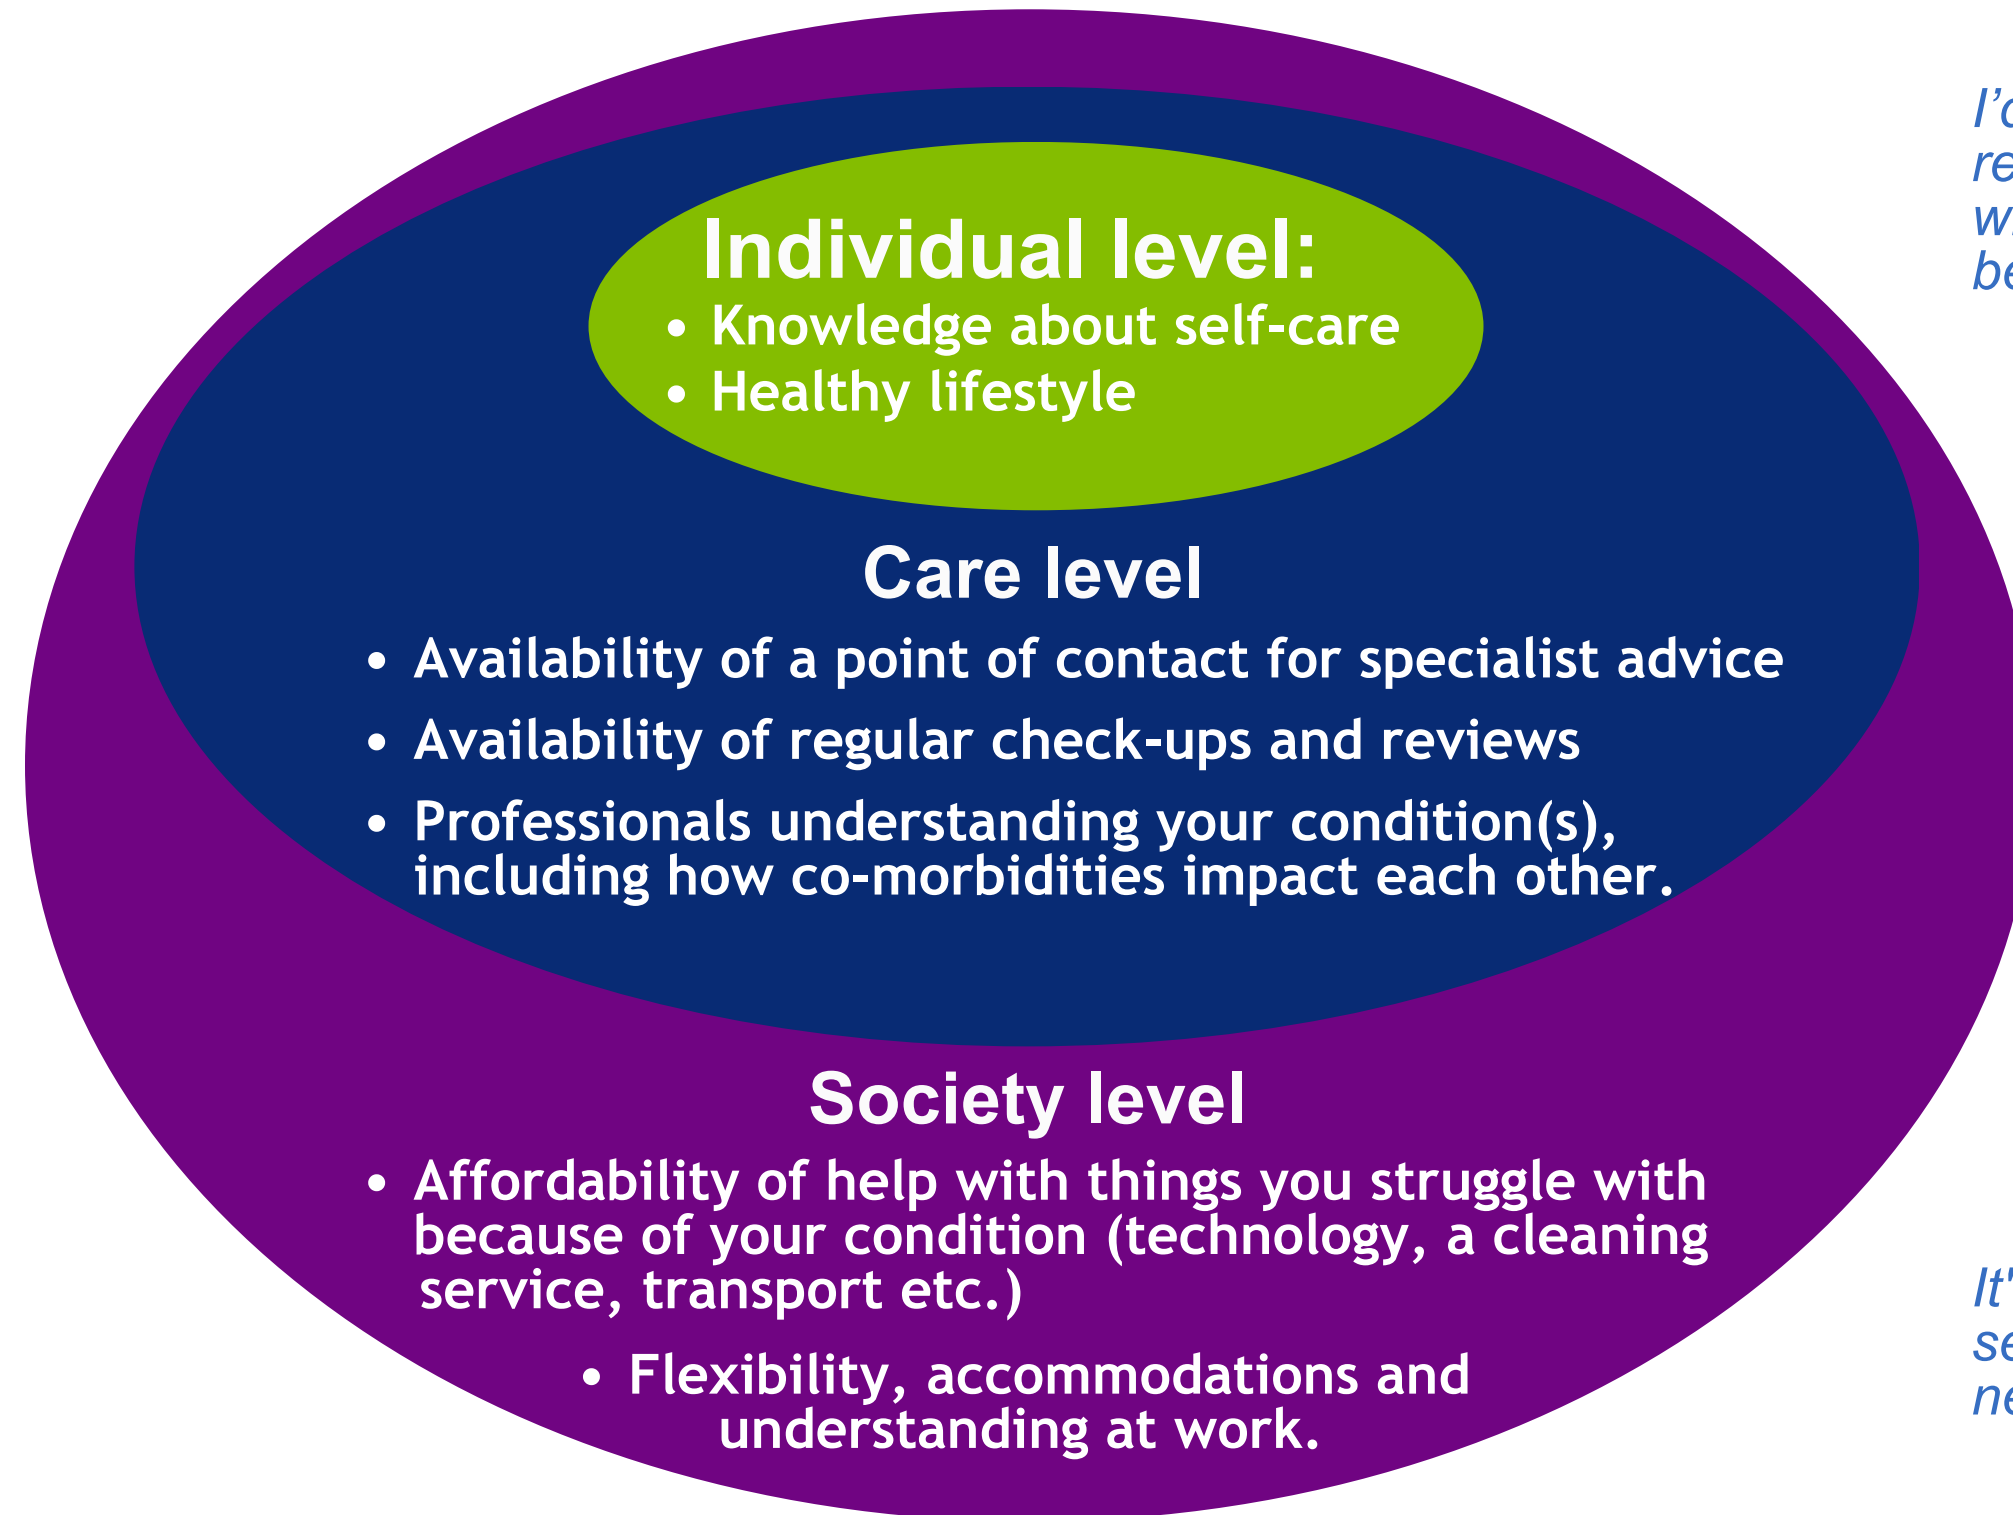 Individual level:
• Knowledge about self-care
• Healthy lifestyle
Care level
• Availability of a point of contact for specialist advice
• Availability of regular check-ups and reviews
• Professionals understanding your condition(s),
including how co-morbidities impact each other.
Society level
• Affordability of help with things you struggle with
because of your condition (technology, a cleaning
service, transport etc.)
• Flexibility, accommodations and
understanding at work.